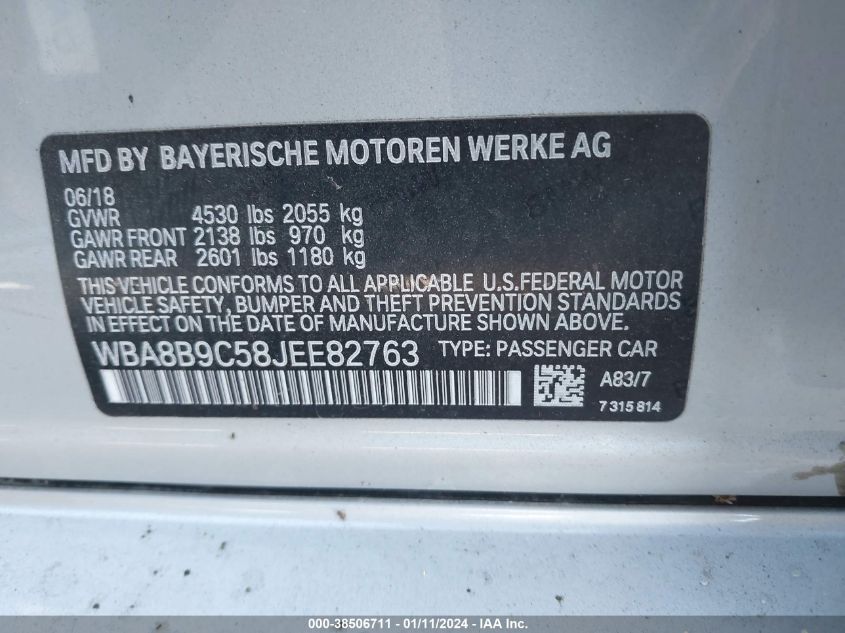 MFD BY BAYERISCHE MOTOREN WERKE AG
06/18
GVWR 4530 lbs 2055 kg
GAWR FRONT 2138 lbs 970 kg
GAWR REAR 2601 lbs 1180 kg
THIS VEHICLE CONFORMS TO ALL APPLICABLE U.S.FEDERAL MOTOR
VEHICLE SAFETY, BUMPER AND THEFT PREVENTION STANDARDS
IN EFFECT ON THE DATE OF MANUFACTURE SHOWN ABOVE.
WBA8B9C58JEE82763 TYPE: PASSENGER CAR
A83/7
7 315 814
000-38506711 - 01/11/2024 - IAAI.com